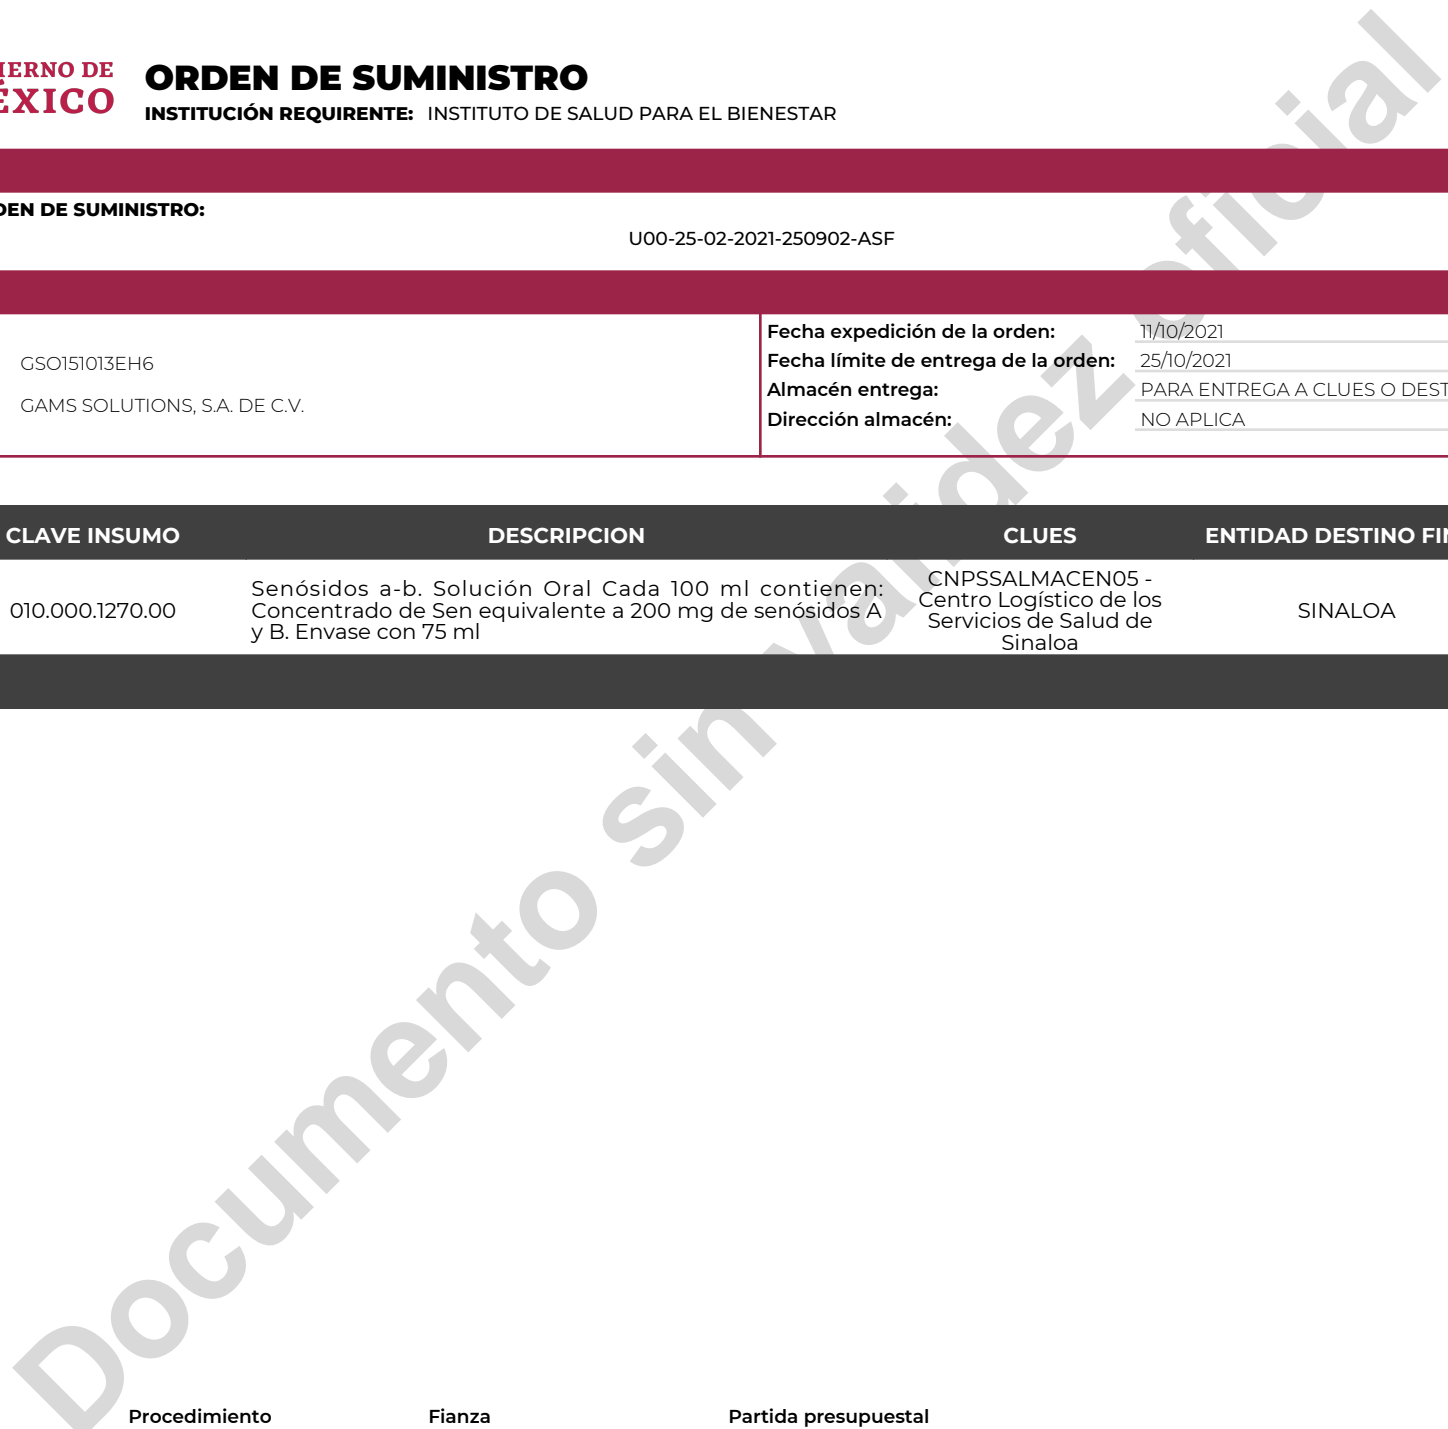 IERNO DE
ÉXICO
ORDEN DE SUMINISTRO
INSTITUCIÓN REQUIRENTE: INSTITUTO DE SALUD PARA EL BIENESTAR
DEN DE SUMINISTRO:
U00-25-02-2021-250902-ASF
GSO151013EH6
GAMS SOLUTIONS, S.A. DE C.V.
Fecha expedición de la orden: 11/10/2021
Fecha límite de entrega de la orden: 25/10/2021
Almacén entrega: PARA ENTREGA A CLUES O DEST
Dirección almacén: NO APLICA
CLAVE INSUMO DESCRIPCION CLUES ENTIDAD DESTINO FIN
010.000.1270.00
Senósidos a-b. Solución Oral Cada 100 ml contienen:
Concentrado de Sen equivalente a 200 mg de senósidos A
y B. Envase con 75 ml
CNPSSALMACEN05 -
Centro Logístico de los
Servicios de Salud de
Sinaloa
SINALOA
Documento sin validez oficial
Procedimiento Fianza Partida presupuestal